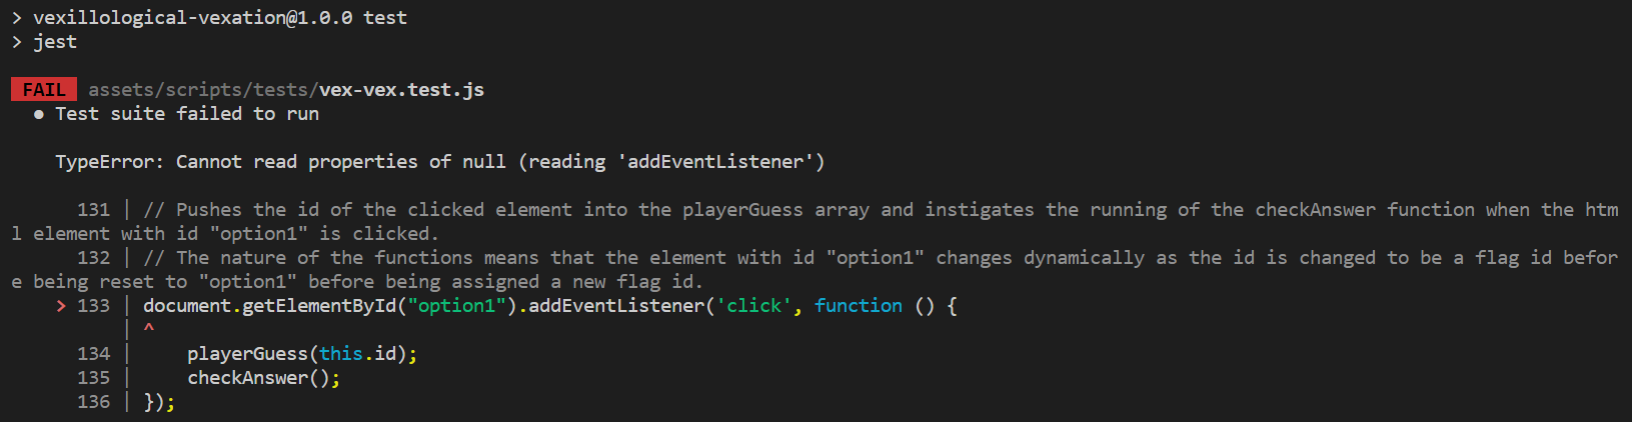 > vexillological-vexation@1.0.0 test
> jest
FAIL assets/scripts/tests/vex-vex.test.js
● Test suite failed to run
TypeError: Cannot read properties of null (reading 'addEventListener')
131 | // Pushes the id of the clicked element into the playerGuess array and instigates the running of the checkAnswer function when the htm
l element with id "option1" is clicked.
132 | // The nature of the functions means that the element with id "option1" changes dynamically as the id is changed to be a flag id befor
e being reset to "option1" before being assigned a new flag id.
> 133 | document.getElementById("option1").addEventListener('click', function () {
| ^
134 |     playerGuess(this.id);
135 |     checkAnswer();
136 | });